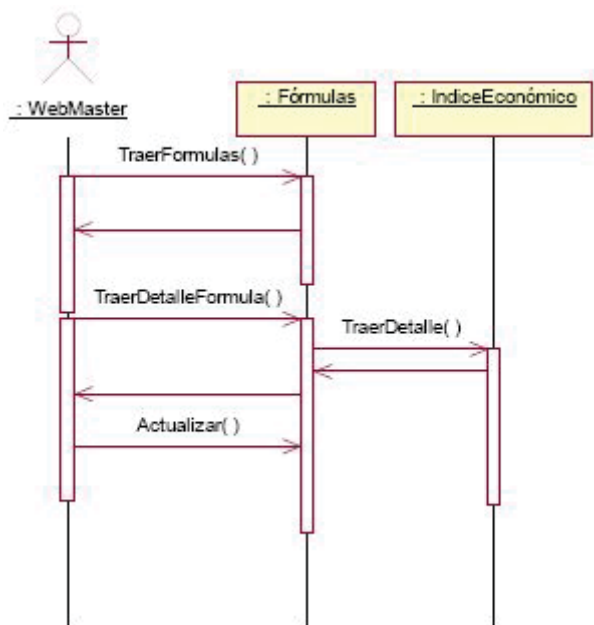 : WebMaster
: Fórmulas
: IndiceEconómico
TraerFormulas( )
TraerDetalleFormula( )
TraerDetalle( )
Actualizar( )